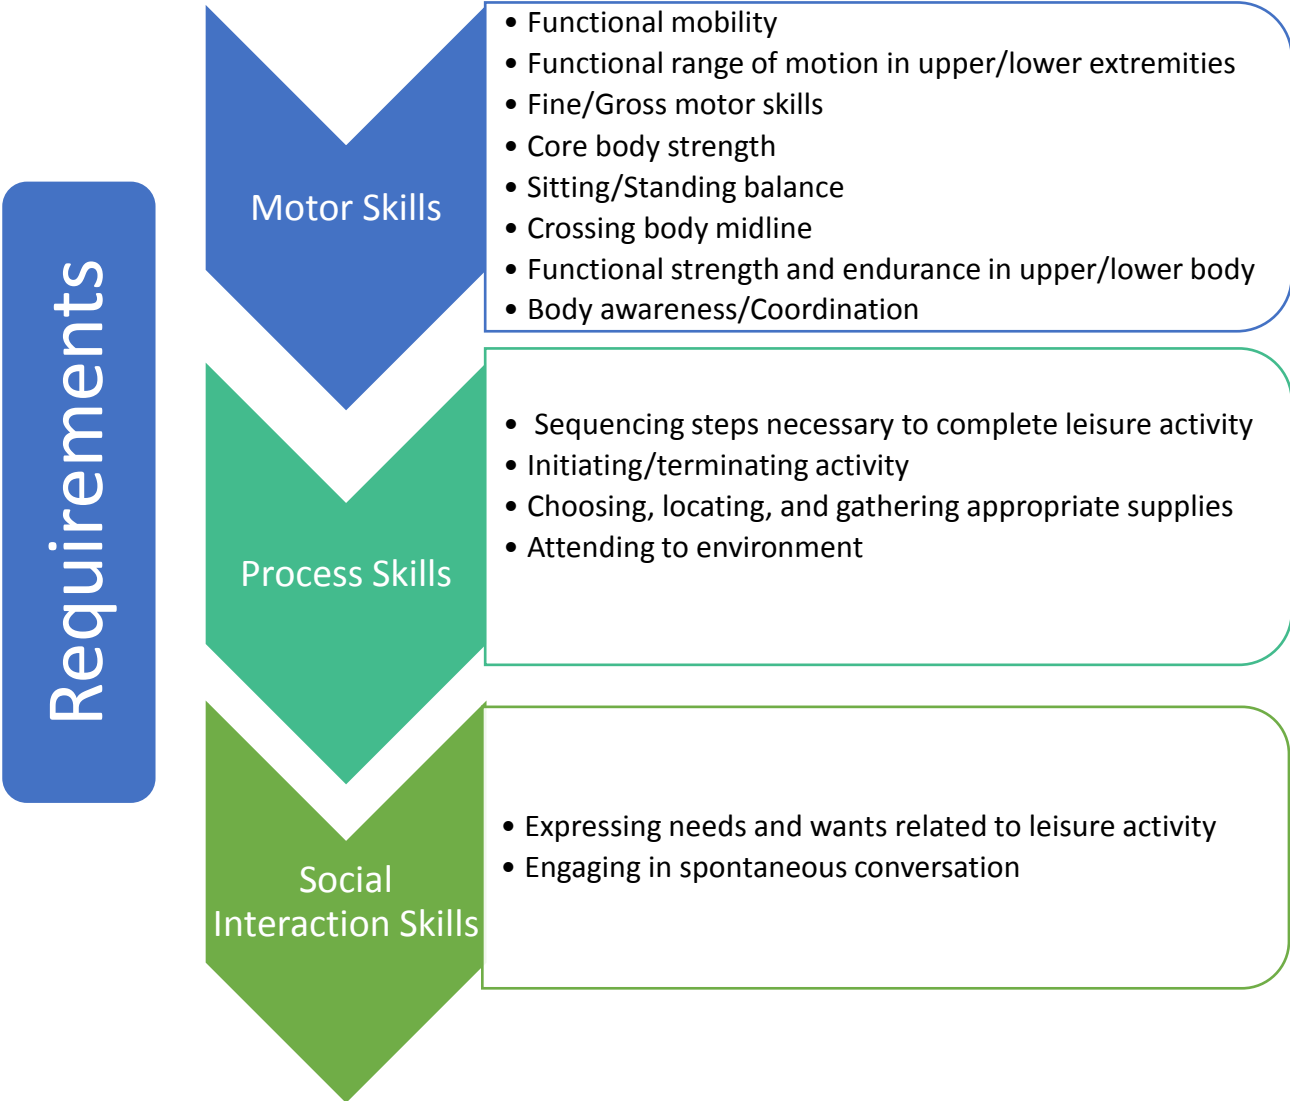 Requirements
Motor Skills
• Functional mobility
• Functional range of motion in upper/lower extremities
• Fine/Gross motor skills
• Core body strength
• Sitting/Standing balance
• Crossing body midline
• Functional strength and endurance in upper/lower body
• Body awareness/Coordination
Process Skills
• Sequencing steps necessary to complete leisure activity
• Initiating/terminating activity
• Choosing, locating, and gathering appropriate supplies
• Attending to environment
Social
Interaction Skills
• Expressing needs and wants related to leisure activity
• Engaging in spontaneous conversation